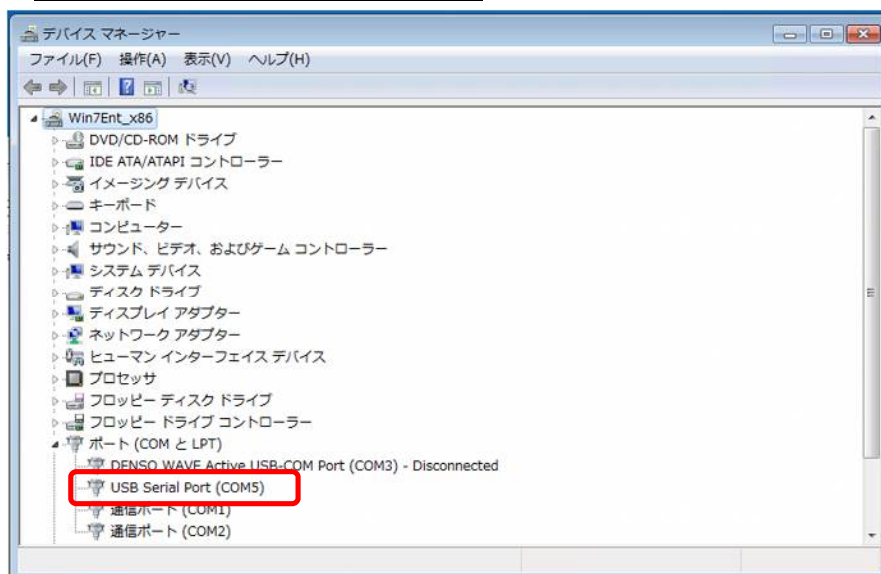 デバイス マネージャー
ファイル(F) 操作(A) 表示(V) ヘルプ(H)
Win7Ent_x86
DVD/CD-ROM ドライブ
IDE ATA/ATAPI コントローラー
イメージング デバイス
キーボード
コンピューター
サウンド、ビデオ、およびゲーム コントローラー
システム デバイス
ディスク ドライブ
ディスプレイ アダプター
ネットワーク アダプター
ヒューマン インターフェイス デバイス
プロセッサ
フロッピー ディスク ドライブ
フロッピー ドライブ コントローラー
ポート (COM と LPT)
DENSO WAVE Active USB-COM Port (COM3) - Disconnected
USB Serial Port (COM5)
通信ポート (COM1)
通信ポート (COM2)